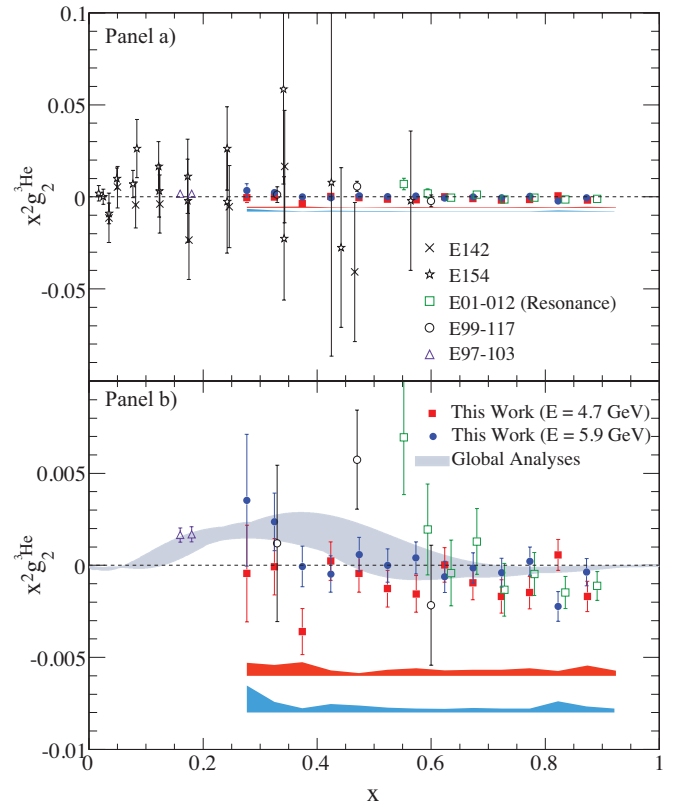 Panel a)
0.1
0.05
0
-0.05
x²g₂³He
E142
E154
E01-012 (Resonance)
E99-117
E97-103
Panel b)
This Work (E = 4.7 GeV)
This Work (E = 5.9 GeV)
Global Analyses
0.005
0
-0.005
-0.01
x²g₂³He
0 0.2 0.4 0.6 0.8 1
x